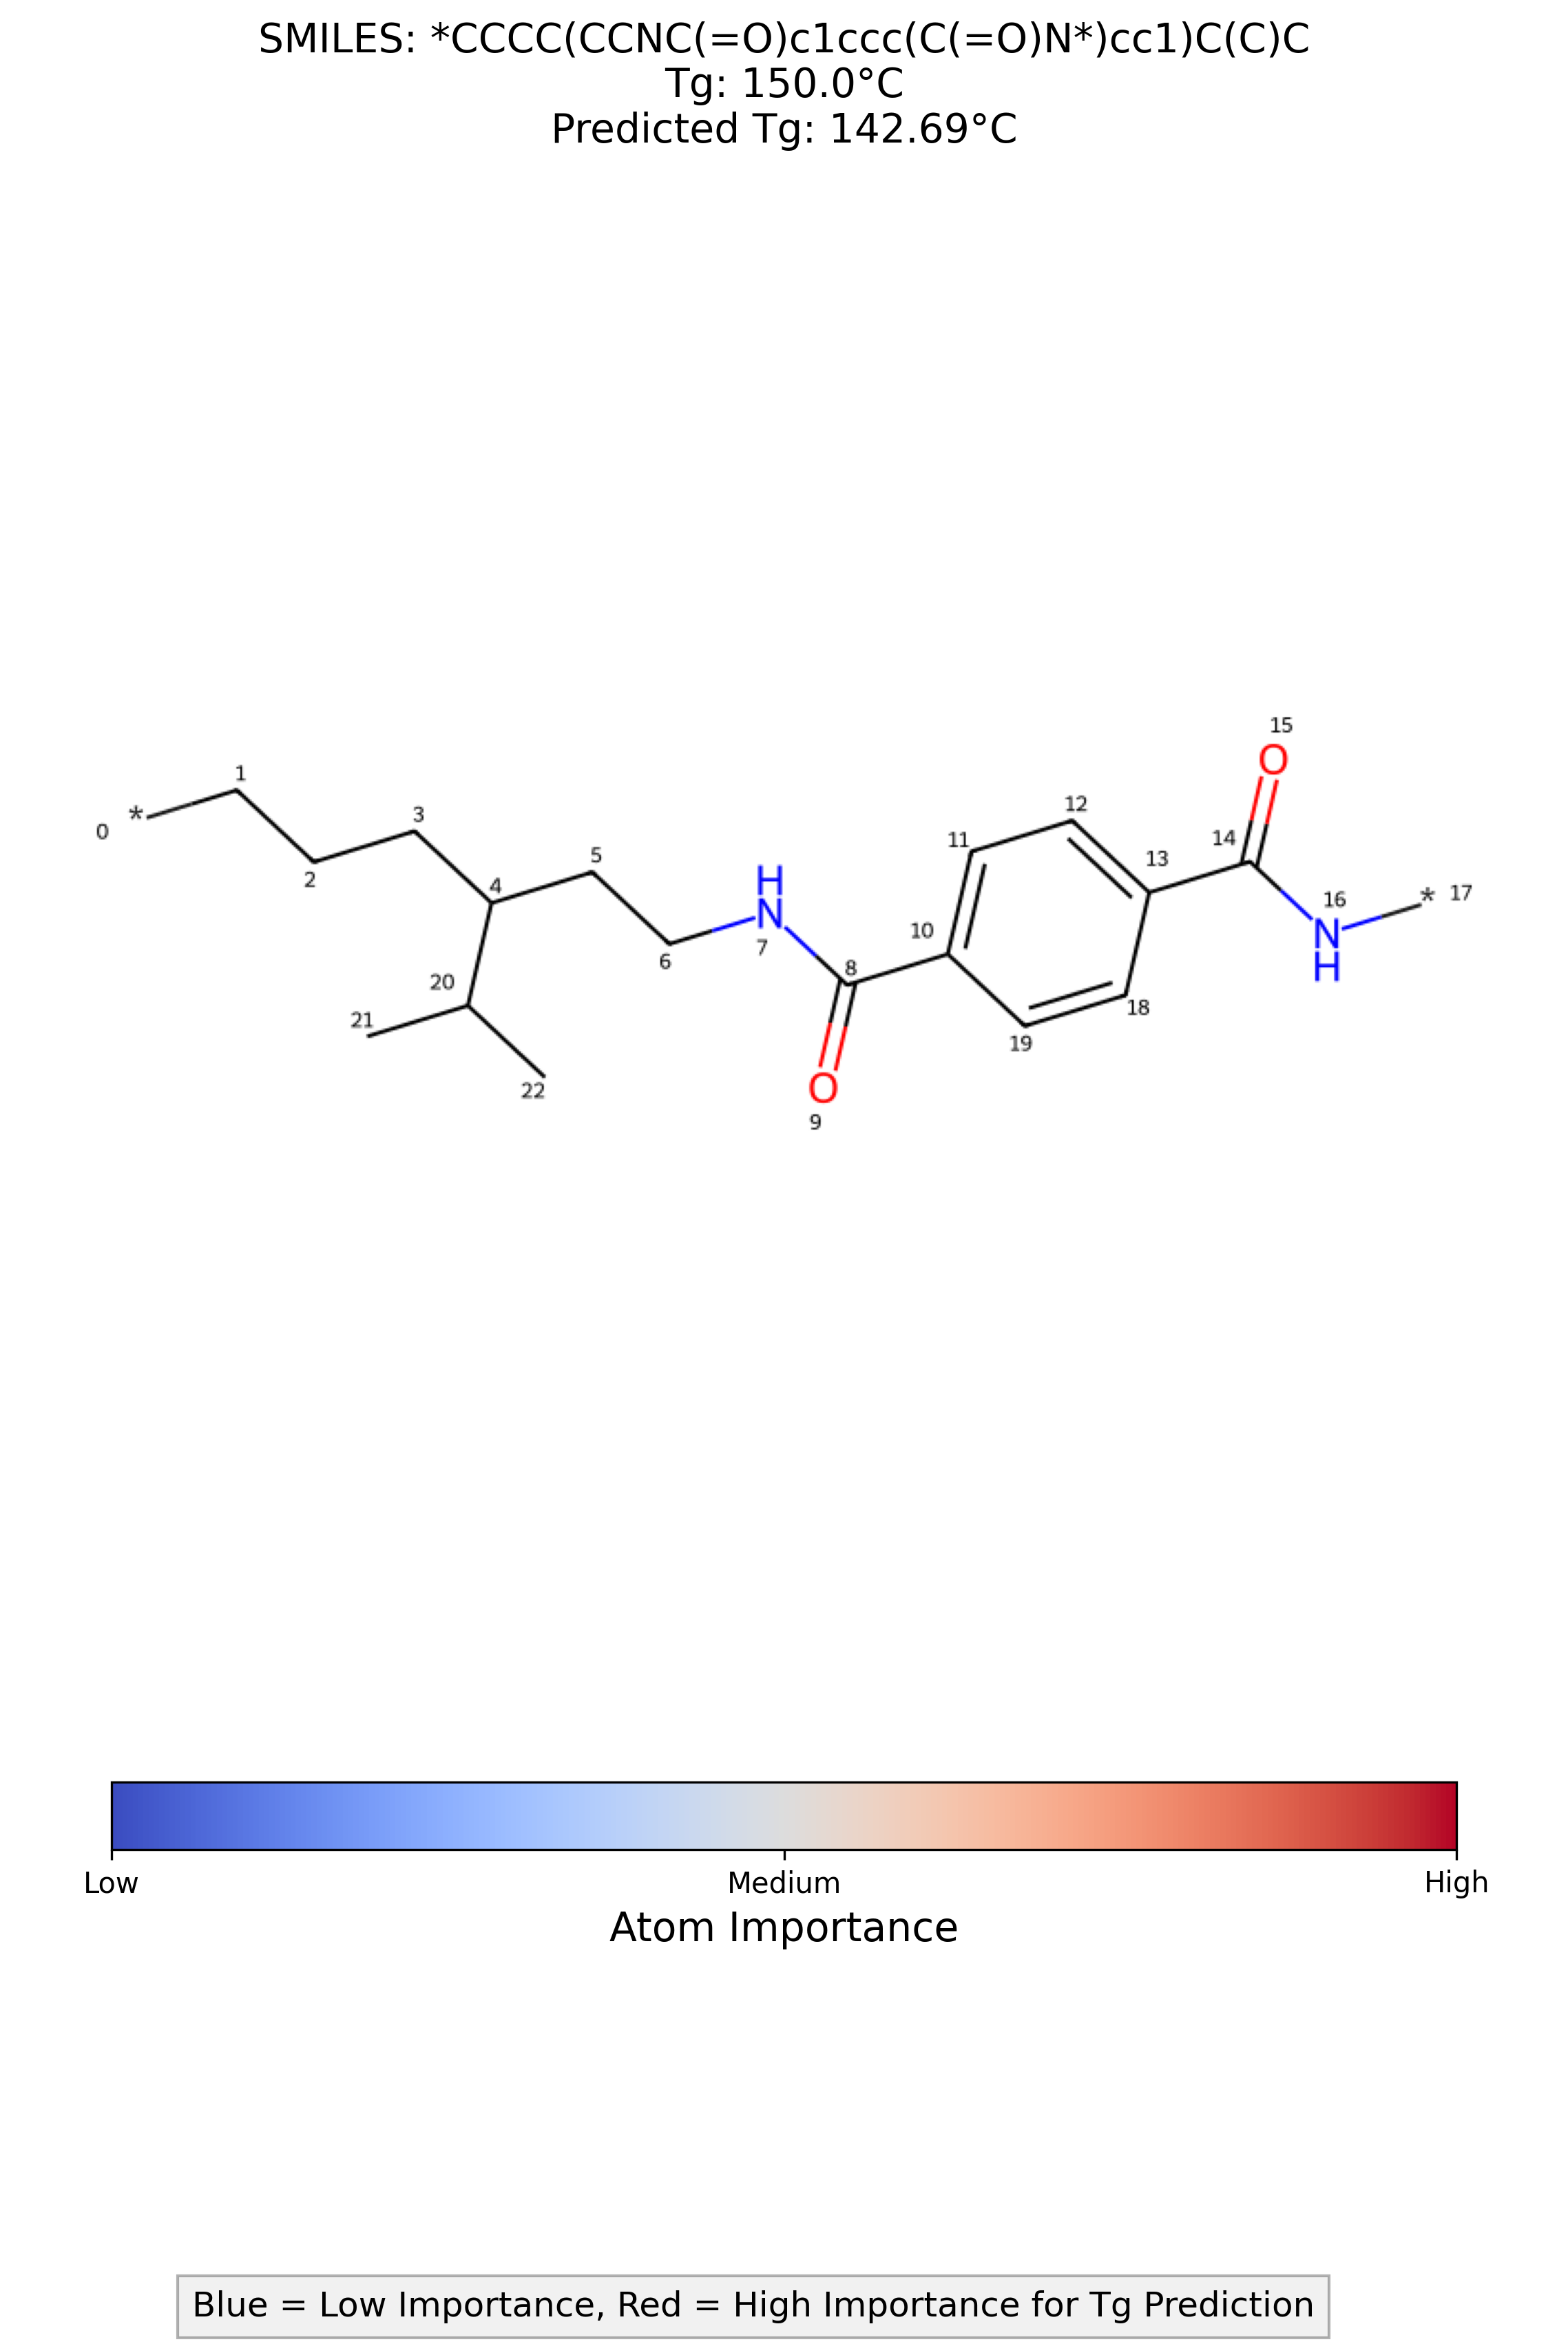 SMILES: *CCCC(CCNC(=O)c1ccc(C(=O)N*)cc1)C(C)C
Tg: 150.0°C
Predicted Tg: 142.69°C
15
O
1
12
3
11
14
0 *
13
5
2
4
H
N
16
* 17
10
N
H
7
6
8
20
18
21
19
22
O
9
Low
Medium
High
Atom Importance
Blue = Low Importance, Red = High Importance for Tg Prediction